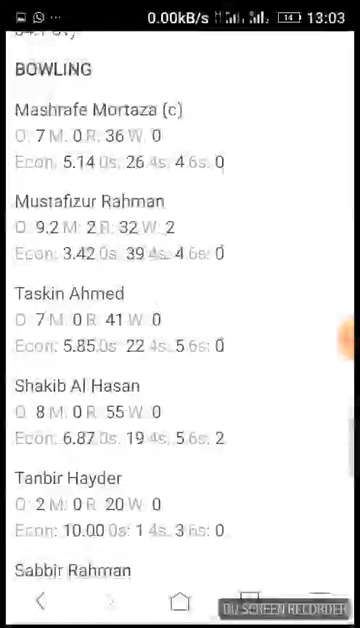 0.00kB/s 14 13:03
BOWLING
Mashrafe Mortaza (c)
O: 7 M: 0 R: 36 W: 0
Econ: 5.14 0s: 26 4s: 4 6s: 0
Mustafizur Rahman
O: 9.2 M: 2 R: 32 W: 2
Econ: 3.42 0s: 39 4s: 4 6s: 0
Taskin Ahmed
O: 7 M: 0 R: 41 W: 0
Econ: 5.85 0s: 22 4s: 5 6s: 0
Shakib Al Hasan
O: 8 M: 0 R: 55 W: 0
Econ: 6.87 0s: 19 4s: 5 6s: 2
Tanbir Hayder
O: 2 M: 0 R: 20 W: 0
Econ: 10.00 0s: 1 4s: 3 6s: 0
Sabbir Rahman
DU SCREEN RECORDER